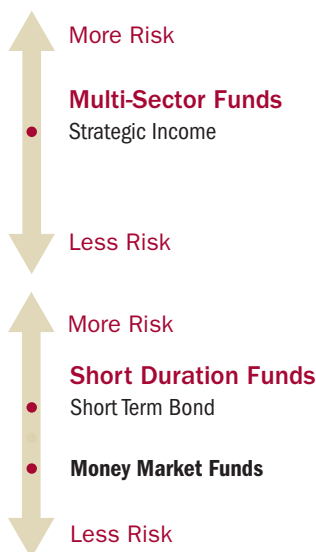 More Risk
Multi-Sector Funds
Strategic Income
Less Risk
More Risk
Short Duration Funds
Short Term Bond
Money Market Funds
Less Risk